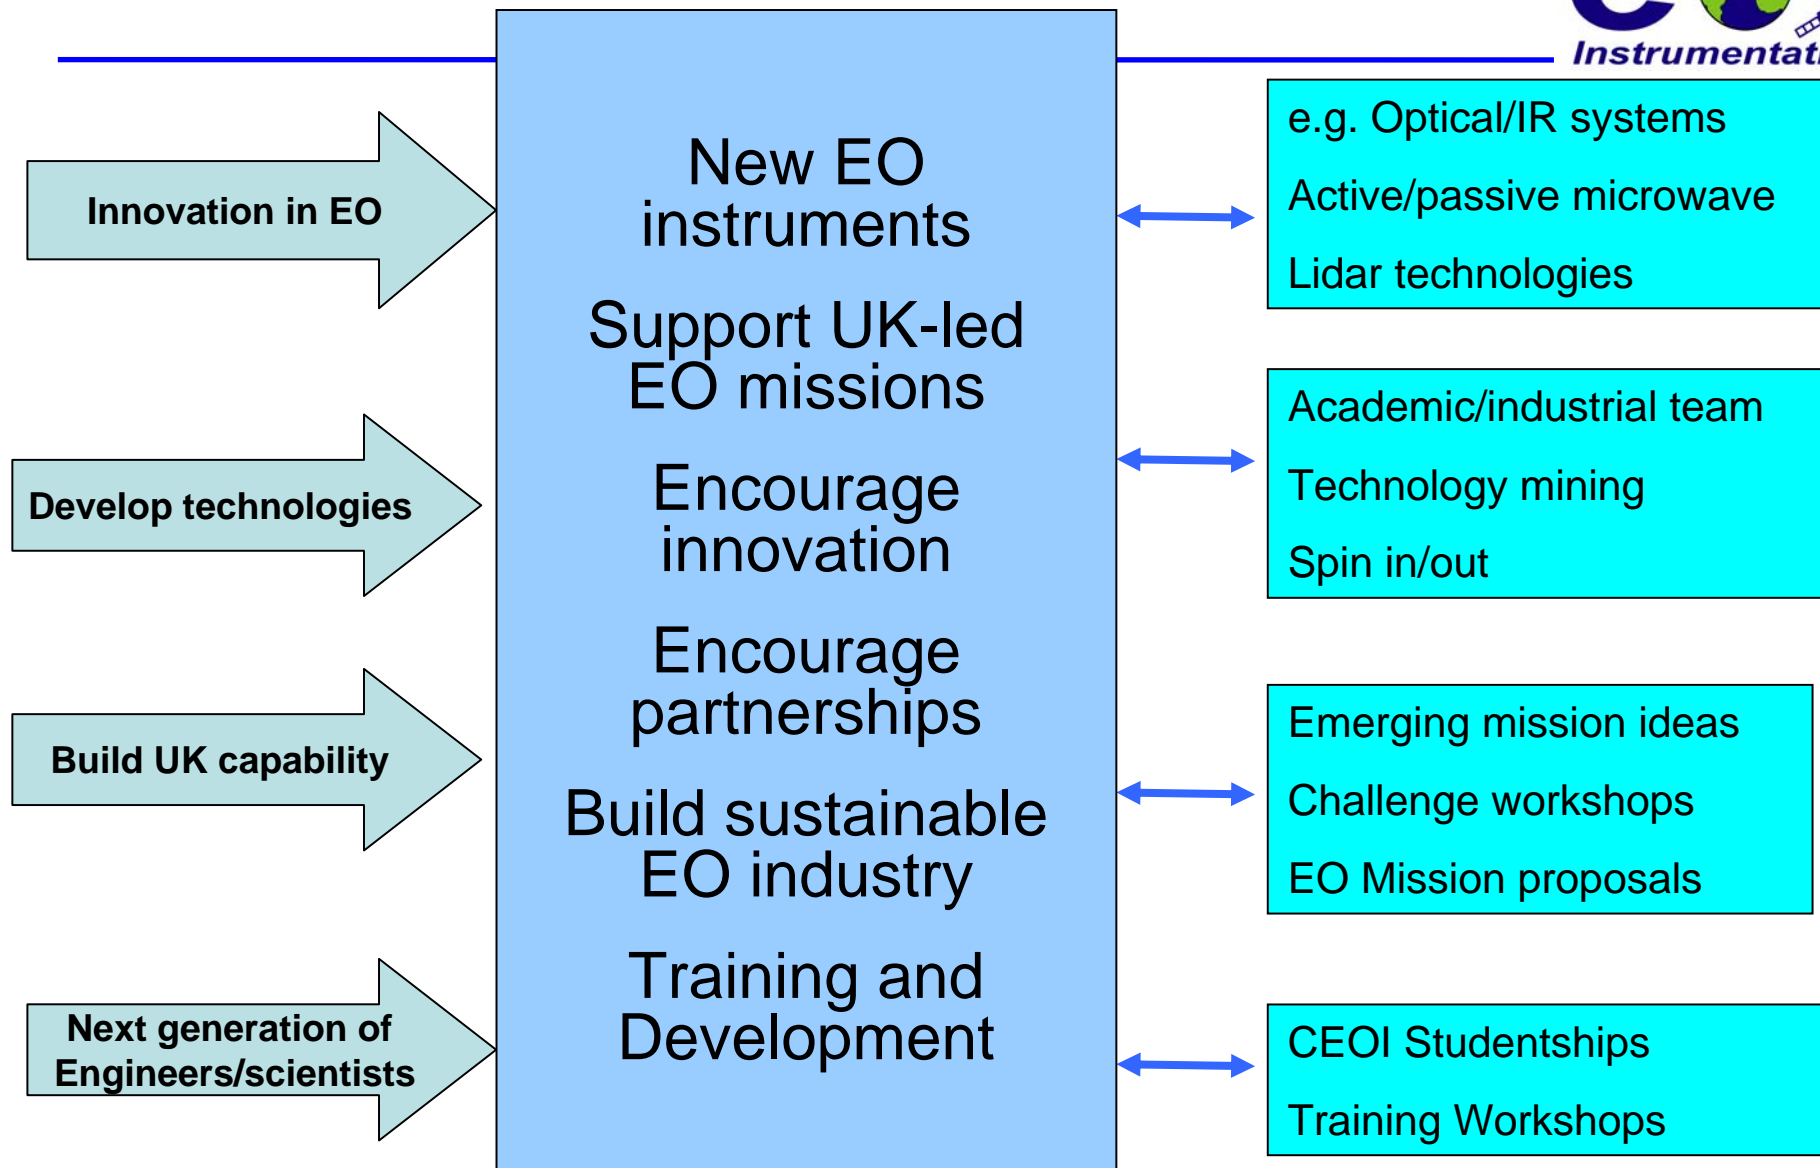 Innovation in EO
Develop technologies
Build UK capability
Next generation of
Engineers/scientists
New EO
instruments
Support UK-led
EO missions
Encourage
innovation
Encourage
partnerships
Build sustainable
EO industry
Training and
Development
e.g. Optical/IR systems
Active/passive microwave
Lidar technologies
Academic/industrial team
Technology mining
Spin in/out
Emerging mission ideas
Challenge workshops
EO Mission proposals
CEOI Studentships
Training Workshops